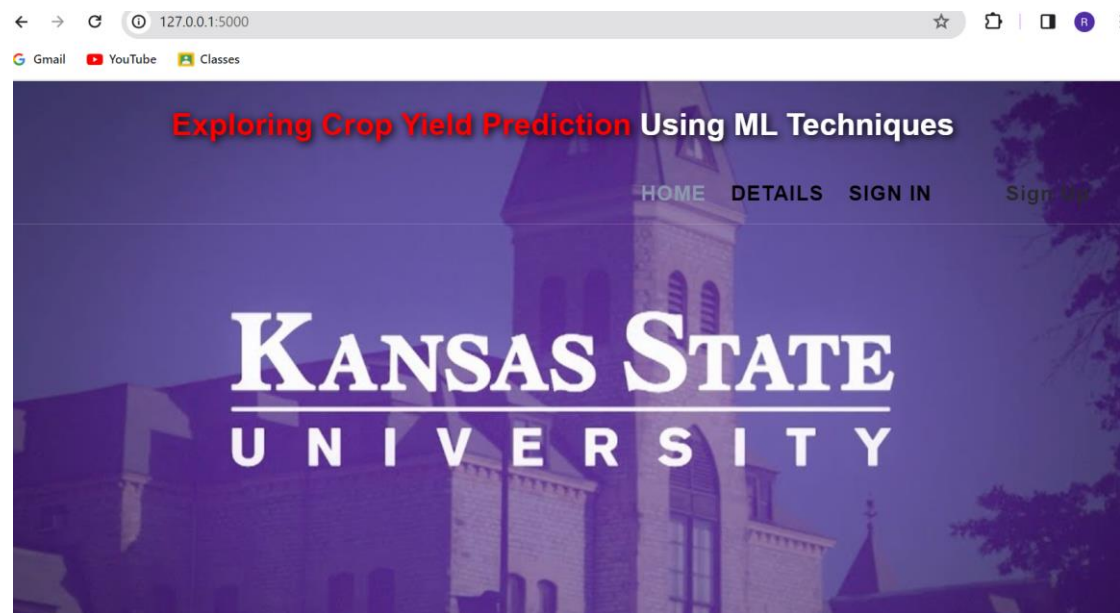 127.0.0.1:5000
R
Gmail YouTube Classes
Exploring Crop Yield Prediction Using ML Techniques
HOME DETAILS SIGN IN Sign Up
KANSAS STATE
UNIVERSITY